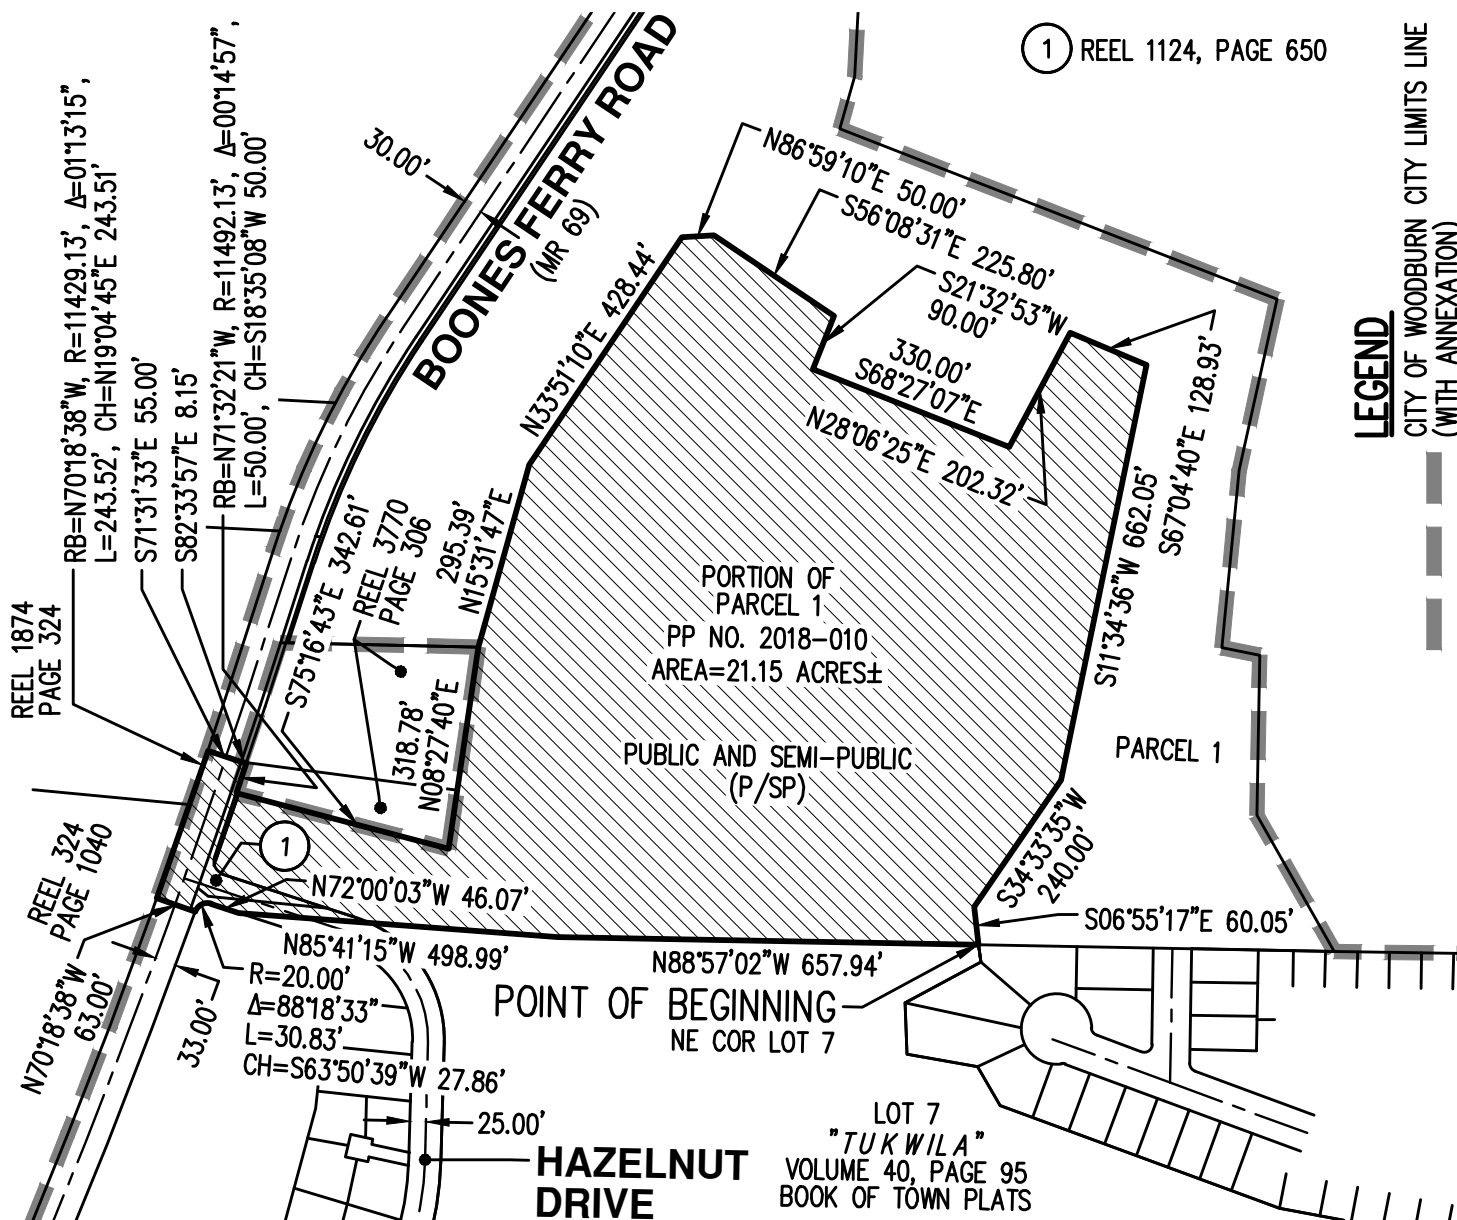 1 REEL 1124, PAGE 650
LEGEND
CITY OF WOODBURN CITY LIMITS LINE
(WITH ANNEXATION)
RB=N70°18'38"W, R=11429.13', Δ=01°13'15",
L=243.52', CH=N19°04'45"E 243.51'
S71°31'33"E 55.00'
S82°33'57"E 8.15'
RB=N71°32'21"W, R=11492.13', Δ=00°14'57",
L=50.00', CH=S18°35'08"W 50.00'
30.00'
BOONES FERRY ROAD
(MR 69)
N86°59'10"E 50.00'
S56°08'31"E 225.80'
S21°32'53"W
90.00'
330.00'
S68°27'07"E
N28°06'25"E 202.32'
S67°04'40"E 128.93'
N33°51'10"E 428.44'
295.39'
N15°31'47"E
S75°16'43"E 342.61'
REEL 3770
PAGE 306
318.78'
N08°27'40"E
REEL 1874
PAGE 324
PORTION OF
PARCEL 1
PP NO. 2018-010
AREA=21.15 ACRES±
PUBLIC AND SEMI-PUBLIC
(P/SP)
S11°34'36"W 662.05'
PARCEL 1
S34°33'35"W
240.00'
S06°55'17"E 60.05'
1
REEL 324
PAGE 1040
N72°00'03"W 46.07'
N85°41'15"W 498.99'
N88°57'02"W 657.94'
N70°18'38"W
63.00'
33.00'
R=20.00'
Δ=88°18'33"
L=30.83'
CH=S63°50'39"W 27.86'
POINT OF BEGINNING
NE COR LOT 7
25.00'
HAZELNUT
DRIVE
LOT 7
"TUKWILA"
VOLUME 40, PAGE 95
BOOK OF TOWN PLATS